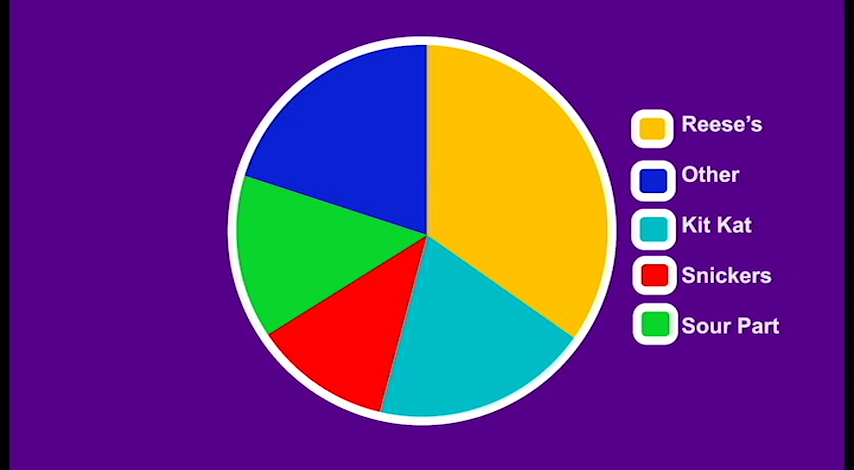 Reese’s
Other
Kit Kat
Snickers
Sour Part